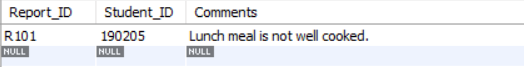 Report_ID Student_ID Comments
R101 190205 Lunch meal is not well cooked.
NULL NULL NULL